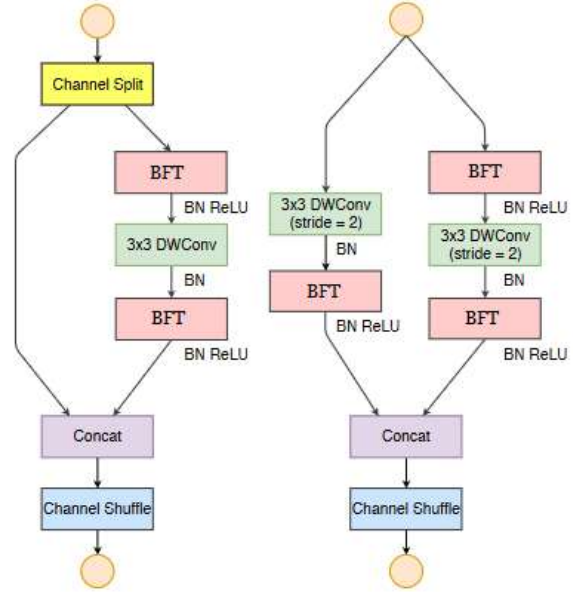 Channel Split
BFT
BN ReLU
3x3 DWConv
BN
BFT
BN ReLU
Concat
Channel Shuffle
3x3 DWConv
(stride = 2)
BN
BFT
BN ReLU
BFT
BN ReLU
3x3 DWConv
(stride = 2)
BN
BFT
BN ReLU
Concat
Channel Shuffle